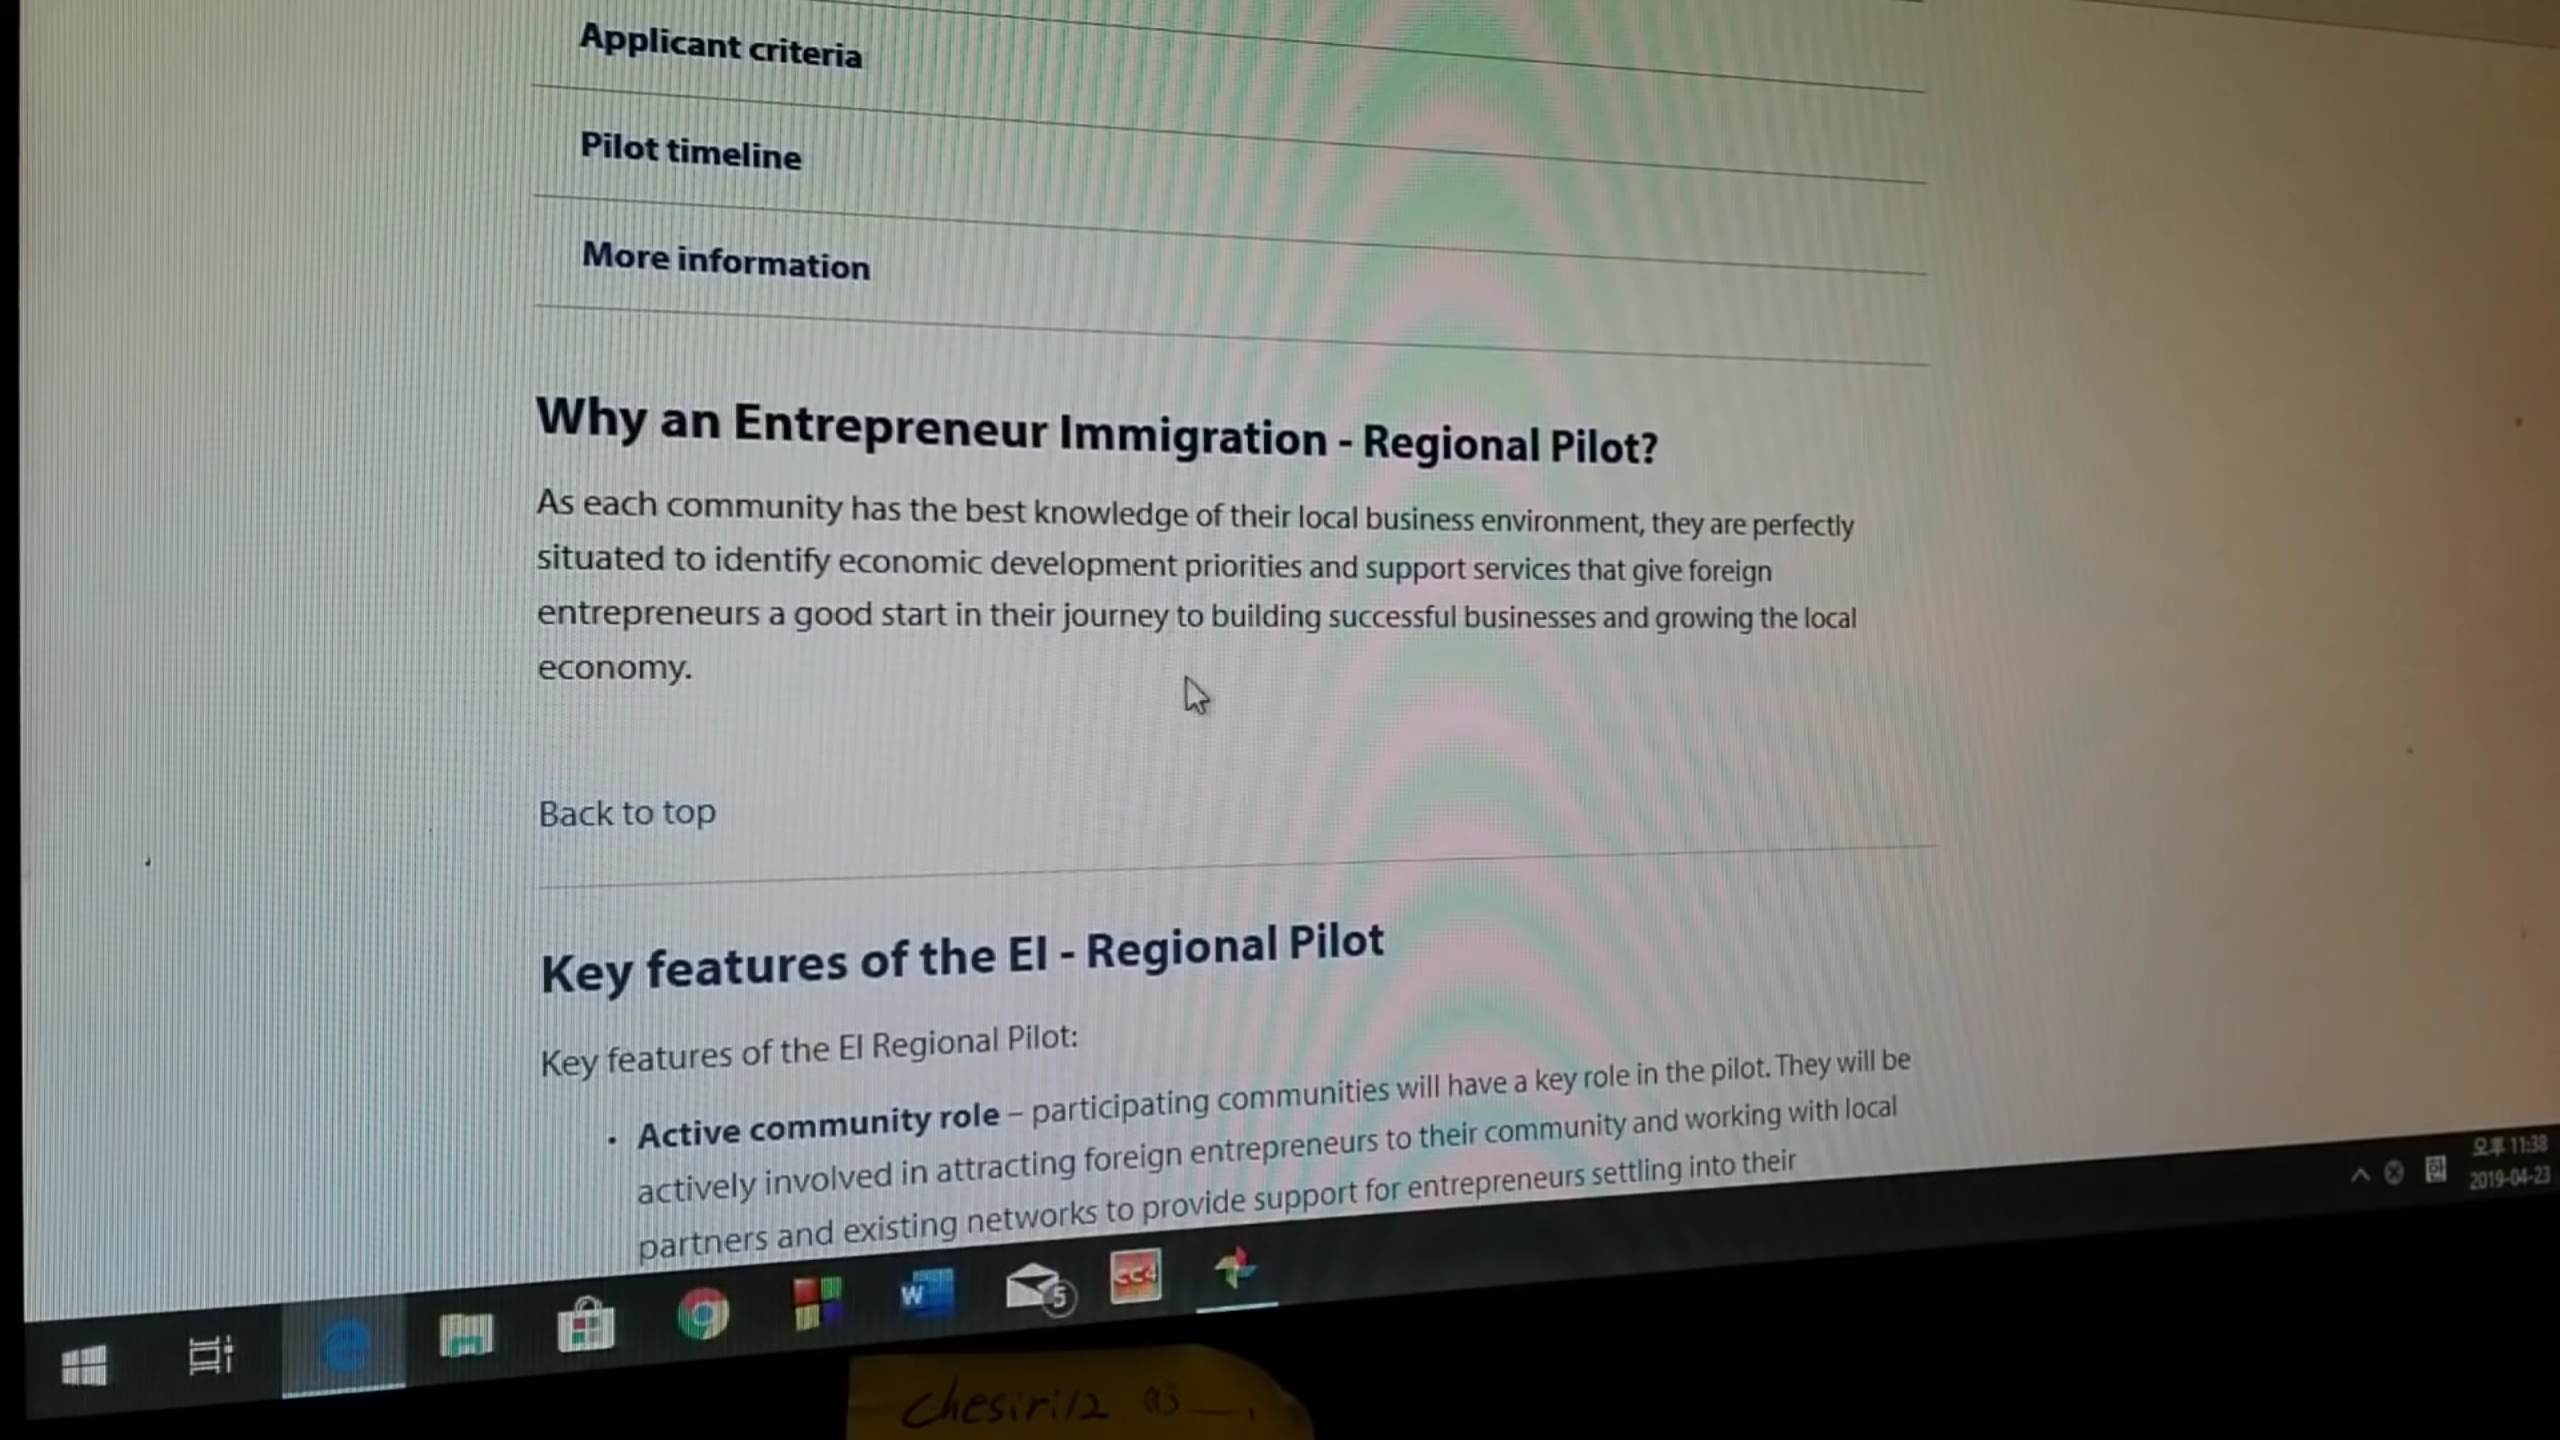 Applicant criteria
Pilot timeline
More information
Why an Entrepreneur Immigration - Regional Pilot?
As each community has the best knowledge of their local business environment, they are perfectly
situated to identify economic development priorities and support services that give foreign
entrepreneurs a good start in their journey to building successful businesses and growing the local
economy.
Back to top
Key features of the EI - Regional Pilot
Key features of the EI Regional Pilot:
• Active community role – participating communities will have a key role in the pilot. They will be
actively involved in attracting foreign entrepreneurs to their community and working with local
partners and existing networks to provide support for entrepreneurs settling into their
오후 11:38
2019-04-23
한
W
5
CC4